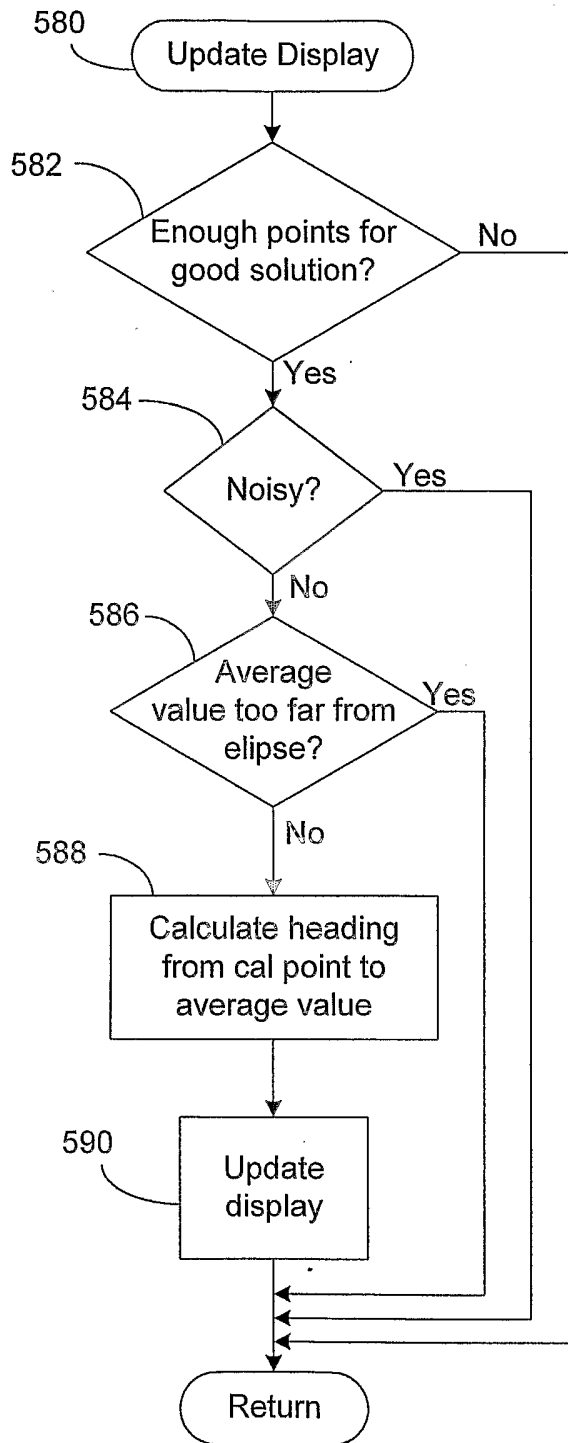 580
Update Display
582
Enough points for
good solution?
No
Yes
584
Noisy?
Yes
No
586
Average
value too far from
elipse?
Yes
No
588
Calculate heading
from cal point to
average value
590
Update
display
Return